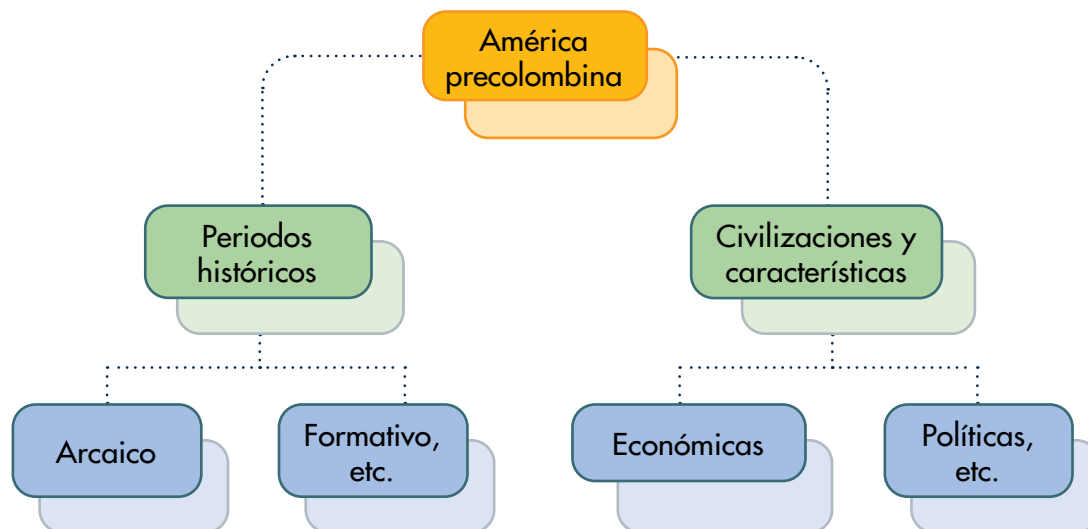 América
precolombina
Periodos
históricos
Civilizaciones y
características
Arcaico
Formativo,
etc.
Económicas
Políticas,
etc.